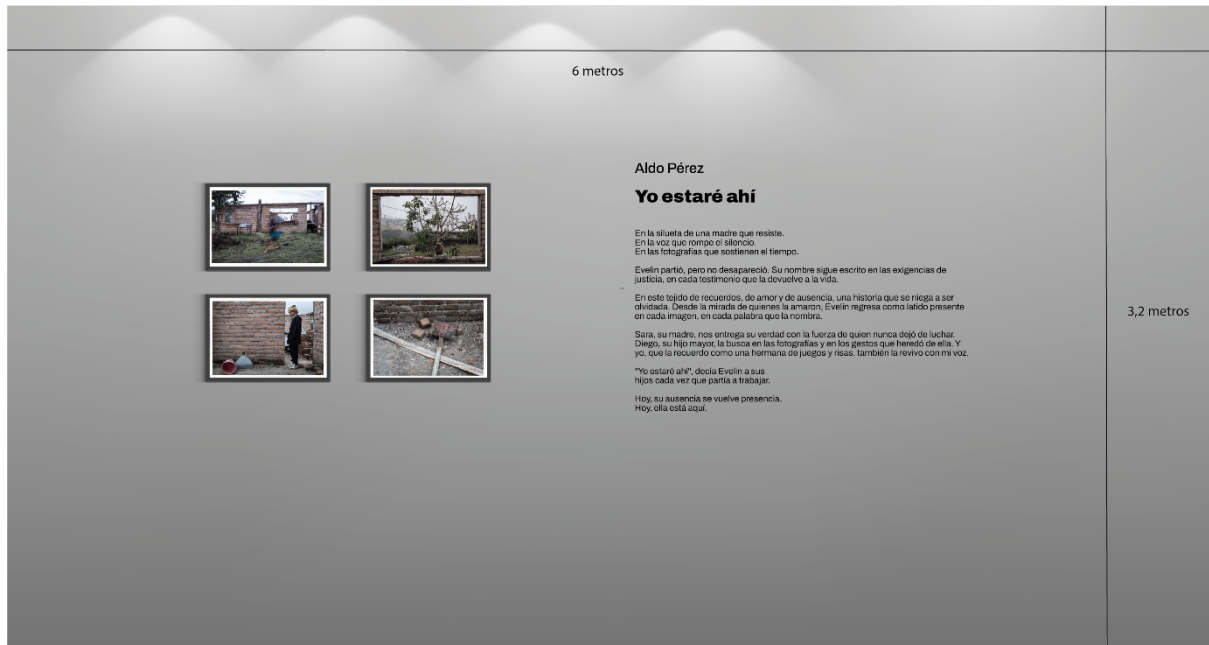 6 metros
Aldo Pérez
Yo estaré ahí
En la silueta de una madre que resiste.
En la voz que rompe el silencio.
En las fotografías que sostienen el tiempo.
Evelin partió, pero no desapareció. Su nombre sigue escrito en las exigencias de
justicia, en cada testimonio que la devuelve a la vida.
En este tejido de recuerdos, de amor y de ausencia, una historia que se niega a ser
olvidada. Desde la mirada de quienes la amaron, Evelin regresa como latido presente
en cada imagen, en cada palabra que la nombra.
Sara, su madre, nos entrega su verdad con la fuerza de quien nunca dejó de luchar.
Diego, su hijo mayor, la busca en las fotografías y en los gestos que heredó de ella. Y
yo, que la recuerdo como una hermana de juegos y risas, también la revivo con mi voz.
"Yo estaré ahí", decía Evelin a sus
hijos cada vez que partía a trabajar.
Hoy, su ausencia se vuelve presencia.
Hoy, ella está aquí.
3,2 metros